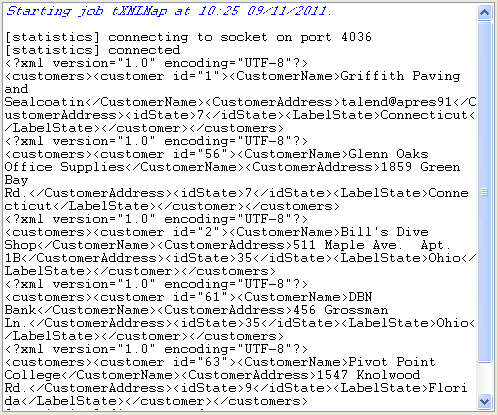 Starting job tXMLMap at 10:25 09/11/2011.
[statistics] connecting to socket on port 4036
[statistics] connected
<?xml version="1.0" encoding="UTF-8"?>
<customers><customer id="1"><CustomerName>Griffith Paving
and
Sealcoatin</CustomerName><CustomerAddress>talend@apres91</C
ustomerAddress><idState>7</idState><LabelState>Connecticut<
/LabelState></customer></customers>
<?xml version="1.0" encoding="UTF-8"?>
<customers><customer id="56"><CustomerName>Glenn Oaks
Office Supplies</CustomerName><CustomerAddress>1859 Green
Bay
Rd.</CustomerAddress><idState>7</idState><LabelState>Conne
cticut</LabelState></customer></customers>
<?xml version="1.0" encoding="UTF-8"?>
<customers><customer id="2"><CustomerName>Bill's Dive
Shop</CustomerName><CustomerAddress>511 Maple Ave.  Apt.
1B</CustomerAddress><idState>35</idState><LabelState>Ohio</
LabelState></customer></customers>
<?xml version="1.0" encoding="UTF-8"?>
<customers><customer id="61"><CustomerName>DBN
Bank</CustomerName><CustomerAddress>456 Grossman
Ln.</CustomerAddress><idState>35</idState><LabelState>Ohio<
/LabelState></customer></customers>
<?xml version="1.0" encoding="UTF-8"?>
<customers><customer id="63"><CustomerName>Pivot Point
College</CustomerName><CustomerAddress>1547 Knolwood
Rd.</CustomerAddress><idState>9</idState><LabelState>Flori
da</LabelState></customer></customers>